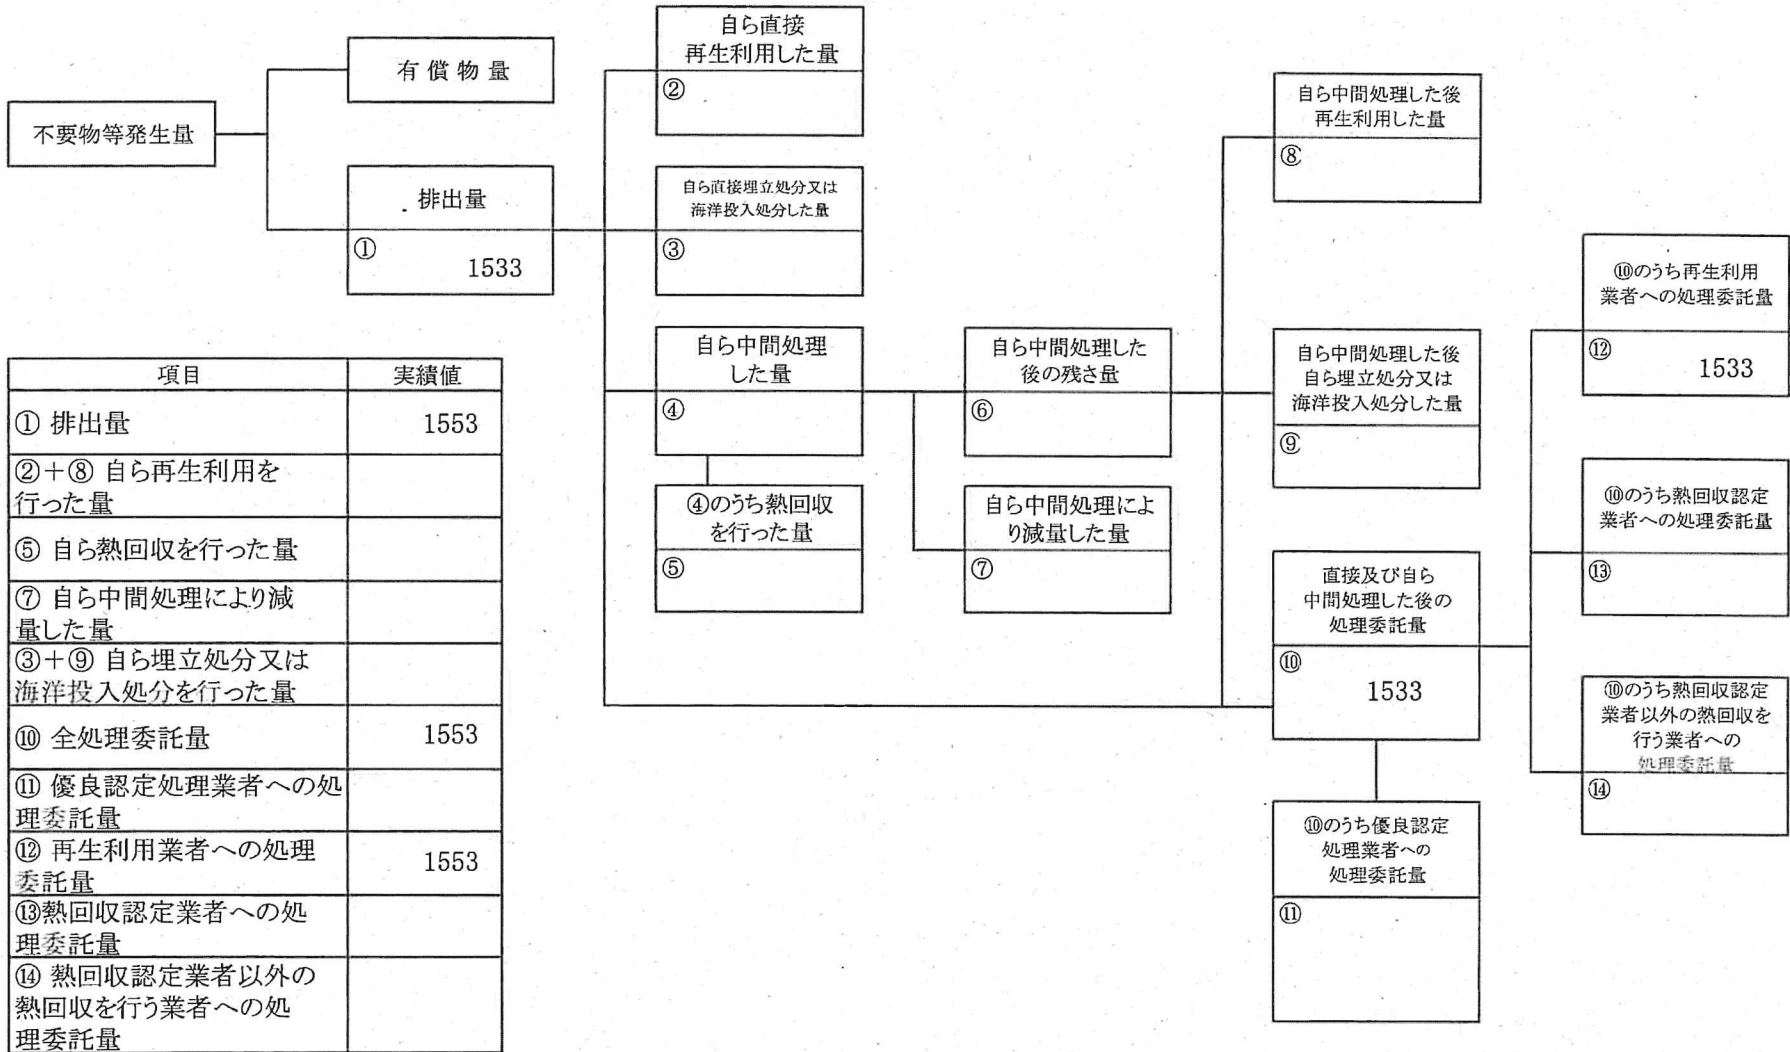 不要物等発生量
有償物量
排出量
①
1533
自ら直接
再生利用した量
②
自ら直接埋立処分又は
海洋投入処分した量
③
自ら中間処理
した量
④
④のうち熱回収
を行った量
⑤
自ら中間処理した
後の残さ量
⑥
自ら中間処理によ
り減量した量
⑦
自ら中間処理した後
再生利用した量
⑧
自ら中間処理した後
自ら埋立処分又は
海洋投入処分した量
⑨
直接及び自ら
中間処理した後の
処理委託量
⑩
1533
⑩のうち優良認定
処理業者への
処理委託量
⑪
⑩のうち再生利用
業者への処理委託量
⑫
1533
⑩のうち熱回収認定
業者への処理委託量
⑬
⑩のうち熱回収認定
業者以外の熱回収を
行う業者への
処理委託量
⑭
項目 実績値
① 排出量 1553
②+⑧ 自ら再生利用を
行った量
⑤ 自ら熱回収を行った量
⑦ 自ら中間処理により減
量した量
③+⑨ 自ら埋立処分又は
海洋投入処分を行った量
⑩ 全処理委託量 1553
⑪ 優良認定処理業者への処
理委託量
⑫ 再生利用業者への処理
委託量 1553
⑬熱回収認定業者への処
理委託量
⑭ 熱回収認定業者以外の
熱回収を行う業者への処
理委託量